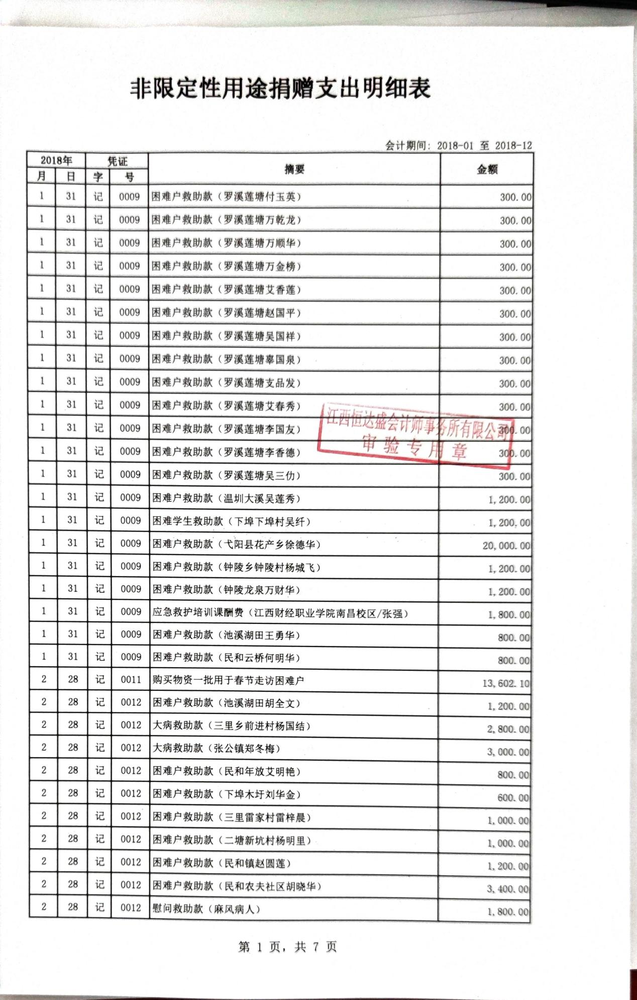 非限定性用途捐赠支出明细表
会计期间: 2018-01 至 2018-12
2018年 凭证 摘要 金额
月 日 字 号
1 31 记 0009 困难户救助款（罗溪莲塘付玉英） 300.00
1 31 记 0009 困难户救助款（罗溪莲塘万乾龙） 300.00
1 31 记 0009 困难户救助款（罗溪莲塘万顺华） 300.00
1 31 记 0009 困难户救助款（罗溪莲塘万金榜） 300.00
1 31 记 0009 困难户救助款（罗溪莲塘艾香莲） 300.00
1 31 记 0009 困难户救助款（罗溪莲塘赵国平） 300.00
1 31 记 0009 困难户救助款（罗溪莲塘吴国祥） 300.00
1 31 记 0009 困难户救助款（罗溪莲塘辜国泉） 300.00
1 31 记 0009 困难户救助款（罗溪莲塘支品发） 300.00
1 31 记 0009 困难户救助款（罗溪莲塘艾春秀） 300.00
江西恒达盛会计师事务所有限公司
1 31 记 0009 困难户救助款（罗溪莲塘李国友） 300.00
审验专用章
1 31 记 0009 困难户救助款（罗溪莲塘李香德） 300.00
1 31 记 0009 困难户救助款（罗溪莲塘吴三仂） 300.00
1 31 记 0009 困难户救助款（温圳大溪吴莲秀） 1,200.00
1 31 记 0009 困难学生救助款（下埠下埠村吴纤） 1,200.00
1 31 记 0009 困难户救助款（弋阳县花产乡徐德华） 20,000.00
1 31 记 0009 困难户救助款（钟陵乡钟陵村杨城飞） 1,200.00
1 31 记 0009 困难户救助款（钟陵龙泉万财华） 1,200.00
1 31 记 0009 应急救护培训课酬费（江西财经职业学院南昌校区/张强） 1,800.00
1 31 记 0009 困难户救助款（池溪湖田王勇华） 800.00
1 31 记 0009 困难户救助款（民和云桥何明华） 800.00
2 28 记 0011 购买物资一批用于春节走访困难户 13,602.10
2 28 记 0012 困难户救助款（池溪湖田胡全文） 1,200.00
2 28 记 0012 大病救助款（三里乡前进村杨国结） 2,800.00
2 28 记 0012 大病救助款（张公镇郑冬梅） 3,000.00
2 28 记 0012 困难户救助款（民和年放艾明艳） 800.00
2 28 记 0012 困难户救助款（下埠木圩刘华金） 600.00
2 28 记 0012 困难户救助款（三里雷家村雷梓晨） 1,000.00
2 28 记 0012 困难户救助款（二塘新坑村杨明里） 1,000.00
2 28 记 0012 困难户救助款（民和镇赵圆莲） 1,200.00
2 28 记 0012 困难户救助款（民和农夫社区胡晓华） 3,400.00
2 28 记 0012 慰问救助款（麻风病人） 1,800.00
第 1 页，共 7 页